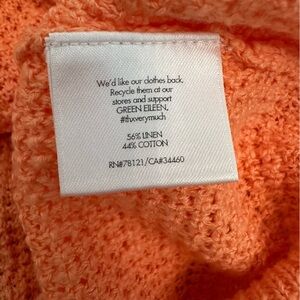 We'd like our clothes back.
Recycle them at our
stores and support
GREEN EILEEN.
#thxverymuch
56% LINEN
44% COTTON
RN#78121/CA#34460